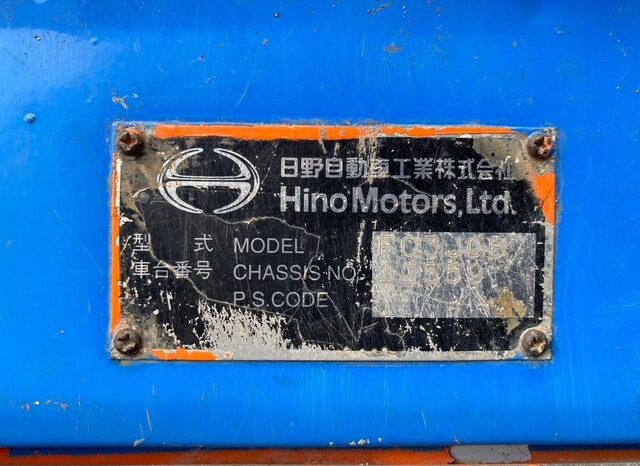 日野自動車工業株式会社
Hino Motors, Ltd.
型 式 MODEL
車台番号 CHASSIS NO.
P.S.CODE